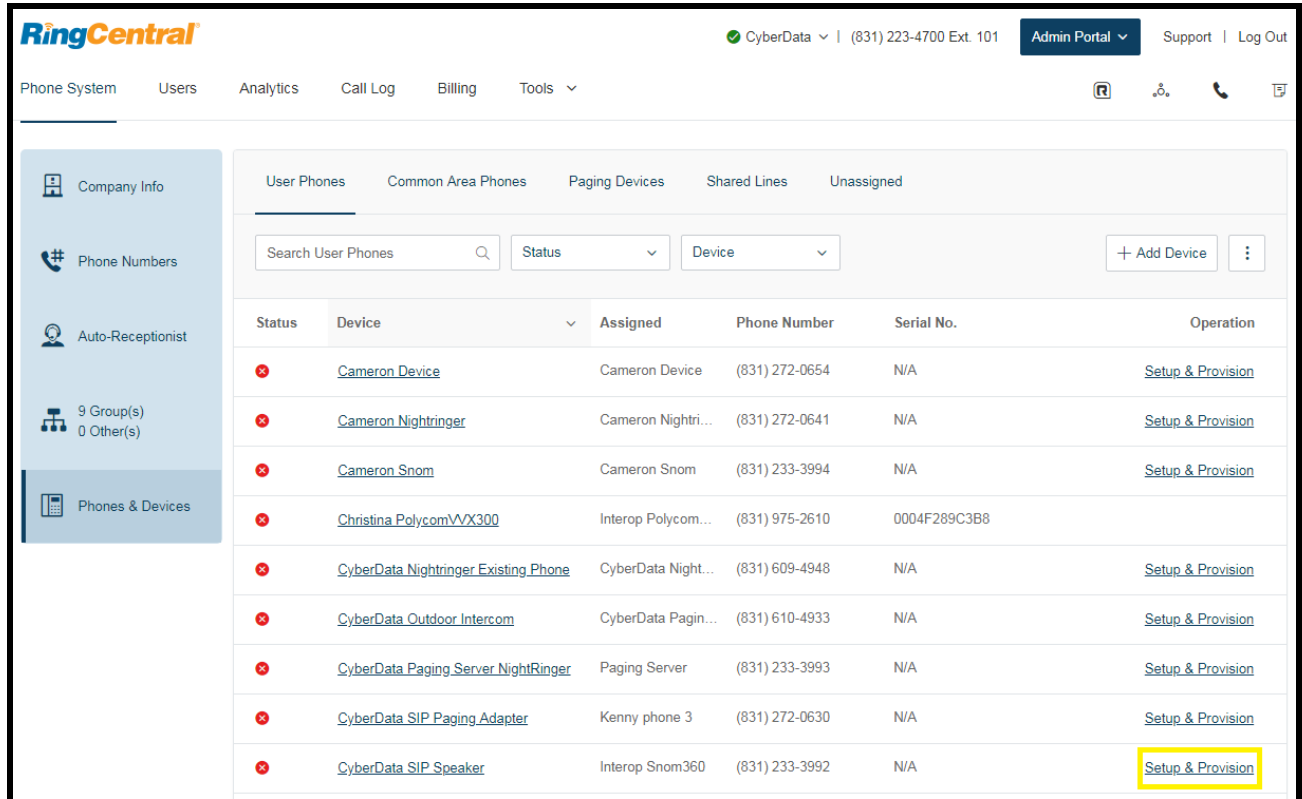 RingCentral
CyberData | (831) 223-4700 Ext. 101 Admin Portal Support | Log Out
Phone System Users Analytics Call Log Billing Tools
Company Info
Phone Numbers
Auto-Receptionist
9 Group(s)
0 Other(s)
Phones & Devices
User Phones Common Area Phones Paging Devices Shared Lines Unassigned
Search User Phones Status Device + Add Device
Status Device Assigned Phone Number Serial No. Operation
Cameron Device Cameron Device (831) 272-0654 N/A Setup & Provision
Cameron Nightringer Cameron Nightri... (831) 272-0641 N/A Setup & Provision
Cameron Snom Cameron Snom (831) 233-3994 N/A Setup & Provision
Christina PolycomVVX300 Interop Polycom... (831) 975-2610 0004F289C3B8
CyberData Nightringer Existing Phone CyberData Night... (831) 609-4948 N/A Setup & Provision
CyberData Outdoor Intercom CyberData Pagin... (831) 610-4933 N/A Setup & Provision
CyberData Paging Server NightRinger Paging Server (831) 233-3993 N/A Setup & Provision
CyberData SIP Paging Adapter Kenny phone 3 (831) 272-0630 N/A Setup & Provision
CyberData SIP Speaker Interop Snom360 (831) 233-3992 N/A Setup & Provision